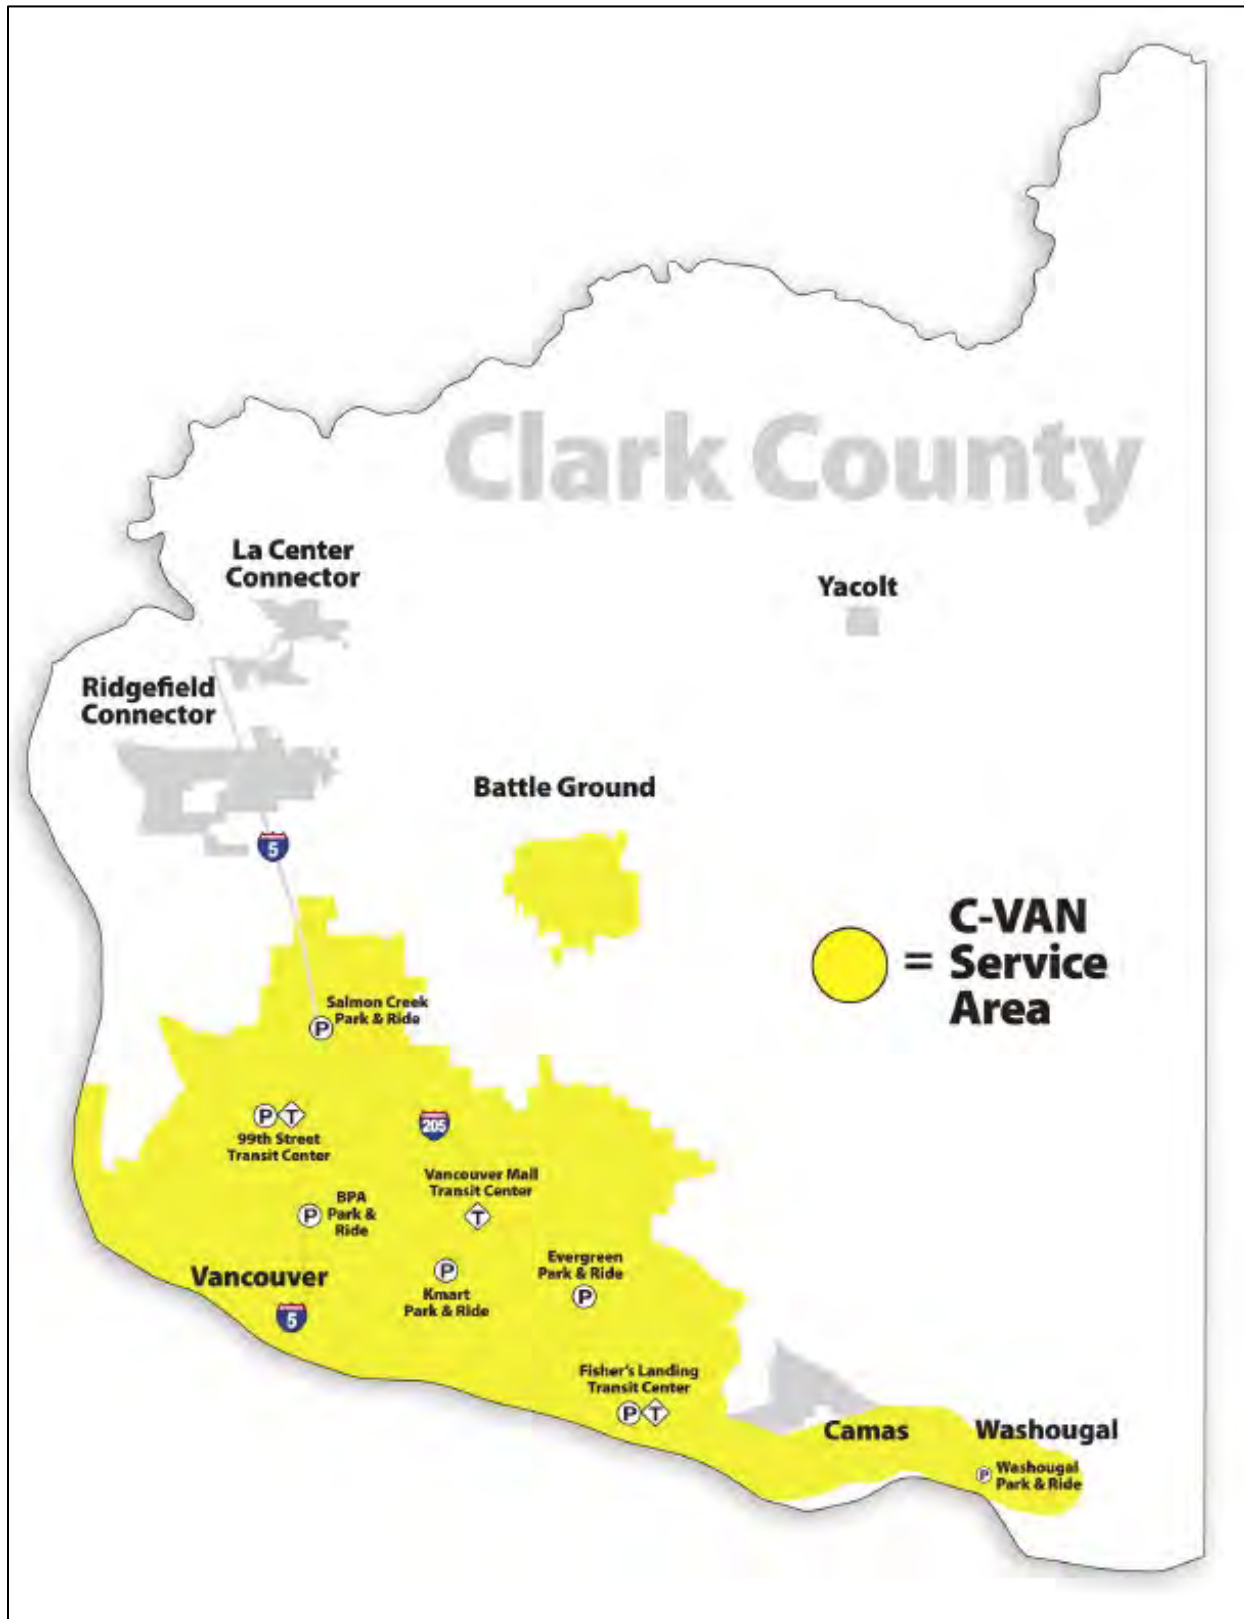 Clark County
La Center
Connector
Yacolt
Ridgefield
Connector
Battle Ground
5
C-VAN
= Service
Area
Salmon Creek
Park & Ride
P
P T
99th Street
Transit Center
205
Vancouver Mall
Transit Center
T
BPA
P Park &
Ride
Evergreen
Park & Ride
P
Vancouver
P
Kmart
Park & Ride
5
Fisher's Landing
Transit Center
P T
Camas
Washougal
P Washougal
Park & Ride